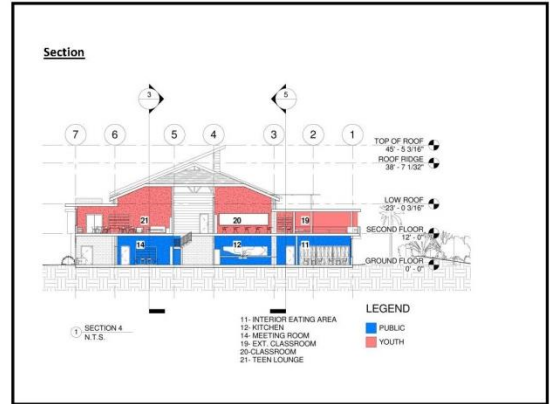 Section
3
5
7
6
5
4
3
2
1
TOP OF ROOF
45' - 5 3/16"
ROOF RIDGE
38' - 7 1/32"
LOW ROOF
23' - 0 3/16"
SECOND FLOOR
12' - 0"
GROUND FLOOR
0' - 0"
21
20
19
14
12
11
1
SECTION 4
N.T.S.
11- INTERIOR EATING AREA
12- KITCHEN
14- MEETING ROOM
19- EXT. CLASSROOM
20-CLASSROOM
21- TEEN LOUNGE
LEGEND
PUBLIC
YOUTH